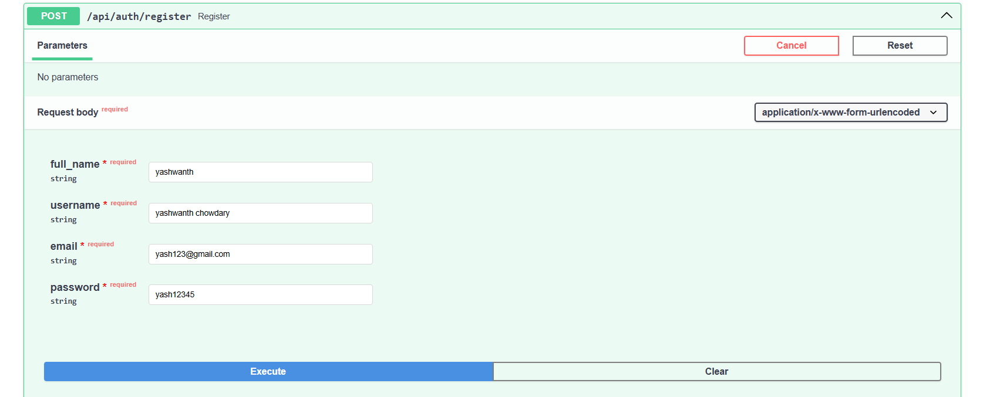 POST /api/auth/register Register
Parameters
Cancel
Reset
No parameters
Request body required
application/x-www-form-urlencoded
full_name * required
string
yashwanth
username * required
string
yashwanth chowdary
email * required
string
yash123@gmail.com
password * required
string
yash12345
Execute
Clear